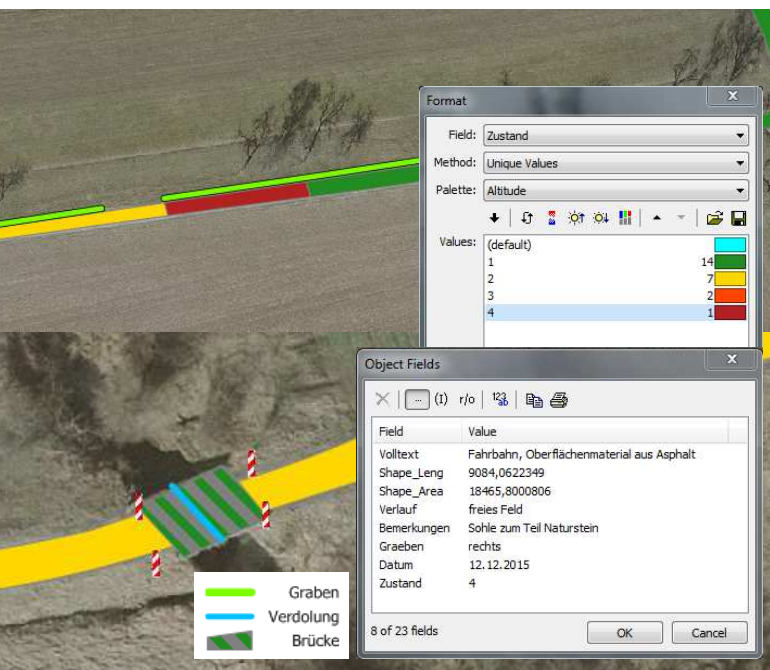 Format
X
Field: Zustand
Method: Unique Values
Palette: Altitude
Values: (default)
1 14
2 7
3 2
4 1
Object Fields
X
... (I) r/o 123 ab
Field Value
Volltext Fahrbahn, Oberflächenmaterial aus Asphalt
Shape_Leng 9084,0622349
Shape_Area 18465,8000806
Verlauf freies Feld
Bemerkungen Sohle zum Teil Naturstein
Graeben rechts
Datum 12.12.2015
Zustand 4
8 of 23 fields
OK Cancel
Graben
Verdolung
Brücke